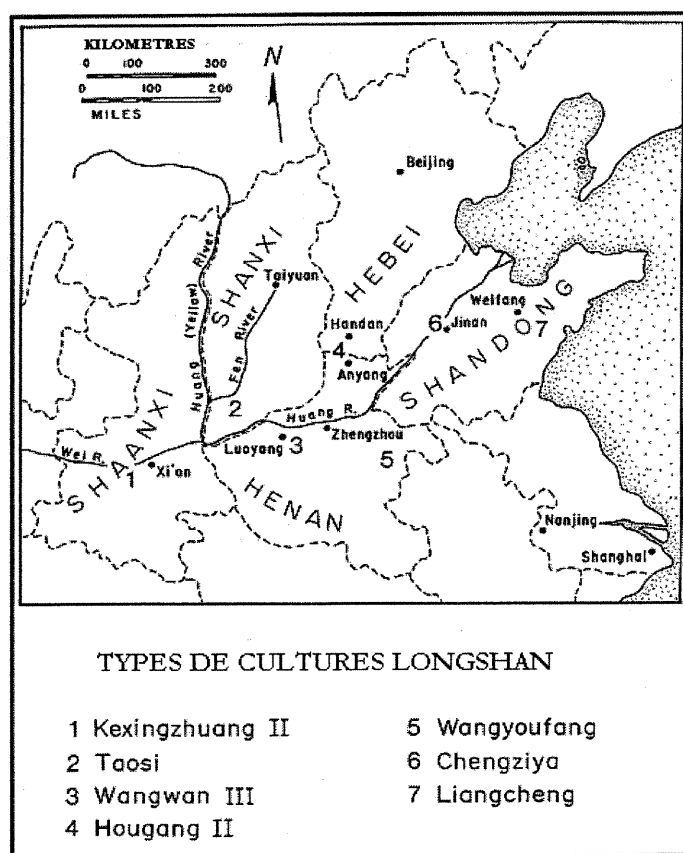 KILOMETRES
0 100 300
0 100 200
MILES
N
Beijing
HEBEI
SHANXI
Taiyuan
Huang (Yellow) River
Fen River
Weifang
6 Jinan
7
SHANDONG
Handan
4
Anyang
2
Huang R.
Zhengzhou
Luoyang 3
5
Wei R.
1 Xi'an
SHAANXI
HENAN
Nanjing
Shanghai
TYPES DE CULTURES LONGSHAN
1 Kexingzhuang II
2 Taosi
3 Wangwan III
4 Hougang II
5 Wangyoufang
6 Chengziya
7 Liangcheng